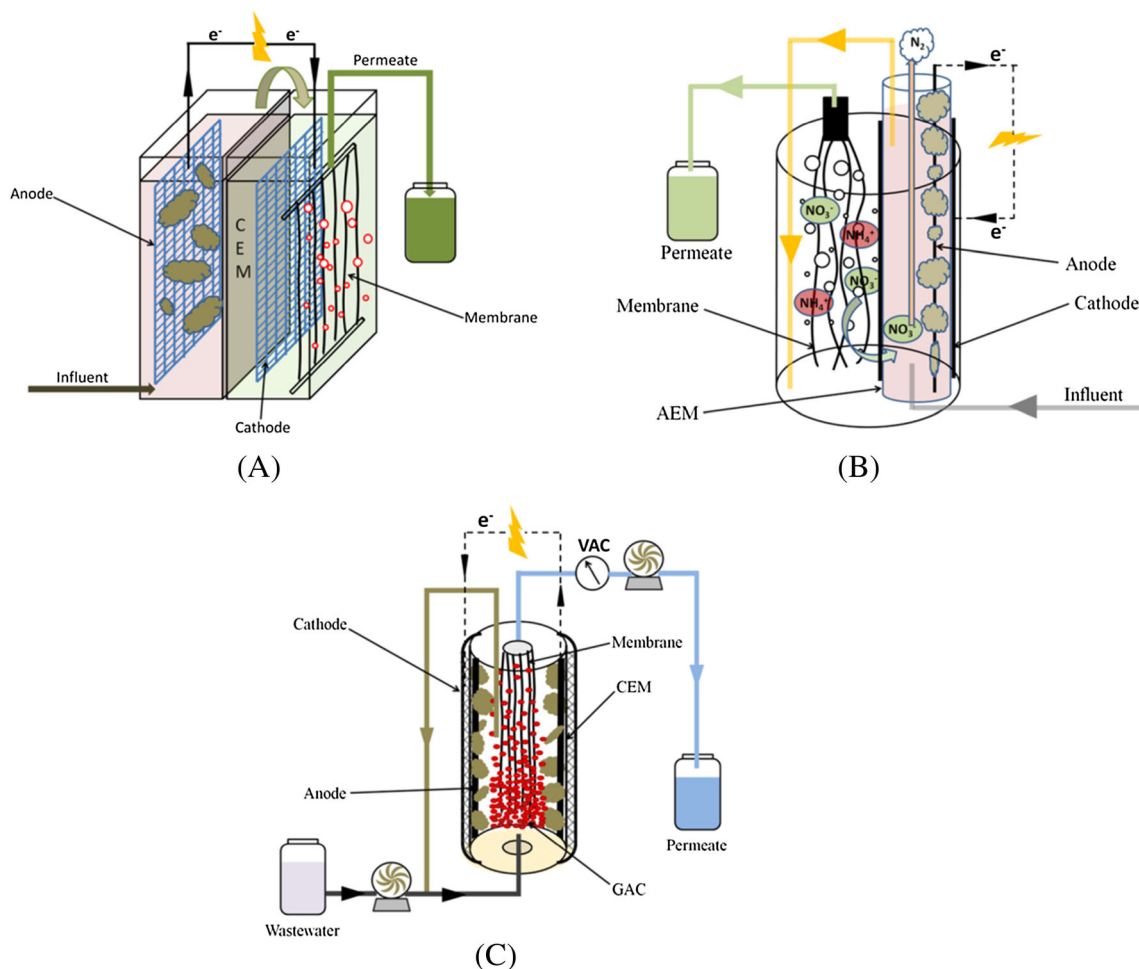 e-
e-
Permeate
Anode
C
E
M
Membrane
Influent
Cathode
(A)
N2
e-
NO3-
Permeate
NH4+
e-
Anode
Membrane
NO3-
Cathode
NH4+
NO3-
AEM
Influent
(B)
e-
VAC
Cathode
Membrane
CEM
Anode
Permeate
GAC
Wastewater
(C)